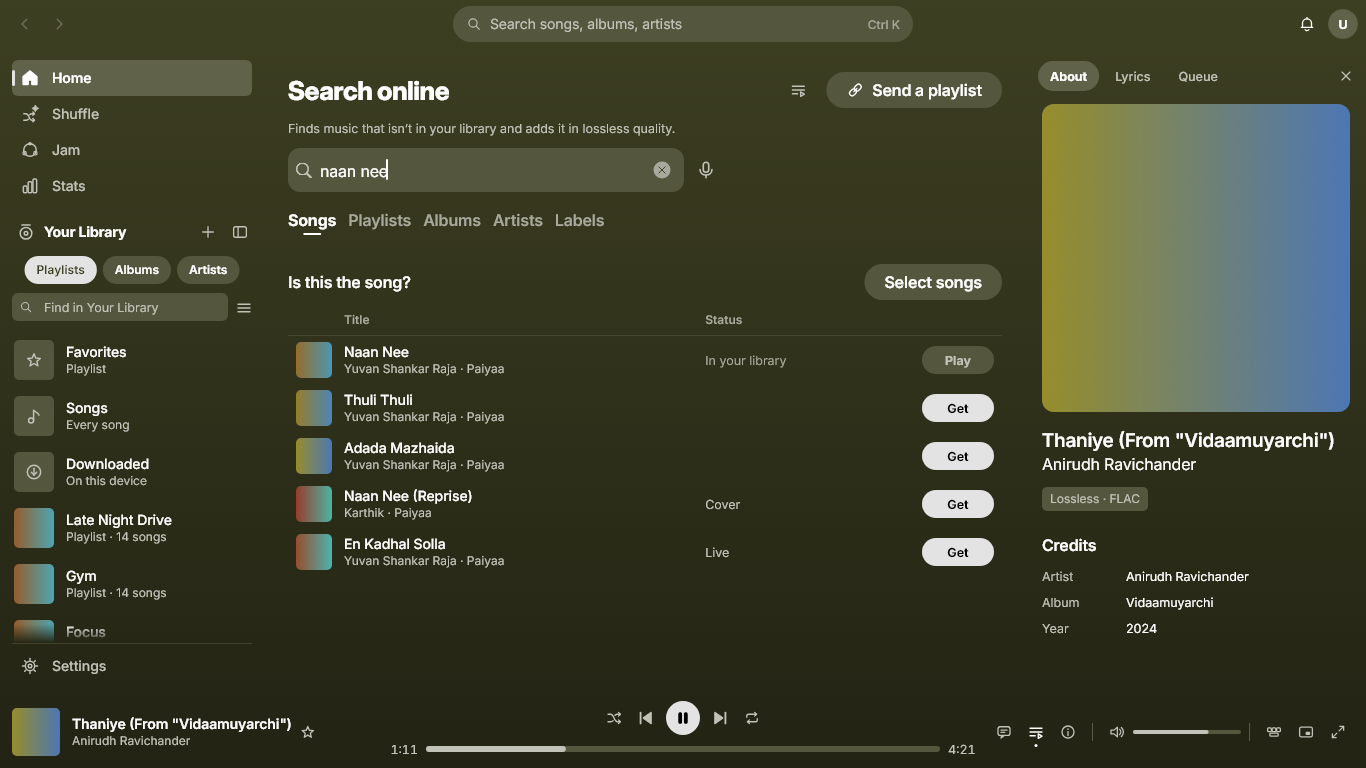 Search songs, albums, artists
Ctrl K
U
Home
Shuffle
Jam
Stats
Your Library
Playlists
Albums
Artists
Find in Your Library
Favorites
Playlist
Songs
Every song
Downloaded
On this device
Late Night Drive
Playlist · 14 songs
Gym
Playlist · 14 songs
Focus
Settings
Search online
Send a playlist
Finds music that isn't in your library and adds it in lossless quality.
naan nee
Songs Playlists Albums Artists Labels
Is this the song?
Select songs
Title Status
Naan Nee
Yuvan Shankar Raja · Paiyaa
In your library
Play
Thuli Thuli
Yuvan Shankar Raja · Paiyaa
Get
Adada Mazhaida
Yuvan Shankar Raja · Paiyaa
Get
Naan Nee (Reprise)
Karthik · Paiyaa
Cover
Get
En Kadhal Solla
Yuvan Shankar Raja · Paiyaa
Live
Get
About Lyrics Queue
Thaniye (From "Vidaamuyarchi")
Anirudh Ravichander
Lossless · FLAC
Credits
Artist Anirudh Ravichander
Album Vidaamuyarchi
Year 2024
Thaniye (From "Vidaamuyarchi")
Anirudh Ravichander
1:11
4:21